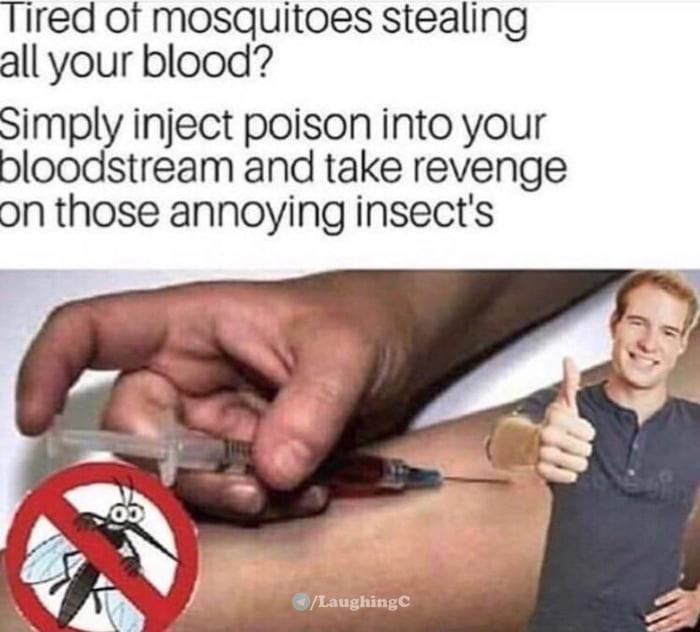 Tired of mosquitoes stealing
all your blood?
Simply inject poison into your
bloodstream and take revenge
on those annoying insect's
/LaughingC